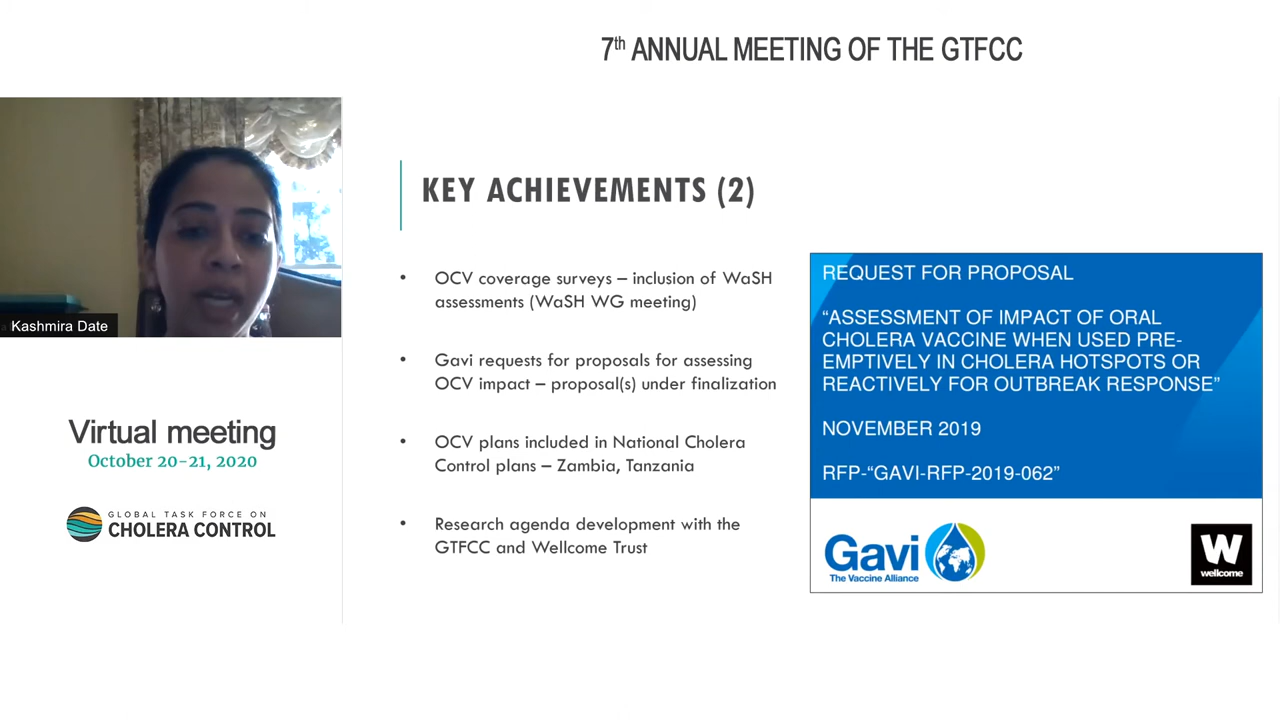 7th ANNUAL MEETING OF THE GTFCC
Kashmira Date
Virtual meeting
October 20-21, 2020
GLOBAL TASK FORCE ON
CHOLERA CONTROL
KEY ACHIEVEMENTS (2)
• OCV coverage surveys – inclusion of WaSH
assessments (WaSH WG meeting)
• Gavi requests for proposals for assessing
OCV impact – proposal(s) under finalization
• OCV plans included in National Cholera
Control plans – Zambia, Tanzania
• Research agenda development with the
GTFCC and Wellcome Trust
REQUEST FOR PROPOSAL
“ASSESSMENT OF IMPACT OF ORAL
CHOLERA VACCINE WHEN USED PRE-
EMPTIVELY IN CHOLERA HOTSPOTS OR
REACTIVELY FOR OUTBREAK RESPONSE”
NOVEMBER 2019
RFP-“GAVI-RFP-2019-062”
Gavi
The Vaccine Alliance
W
wellcome